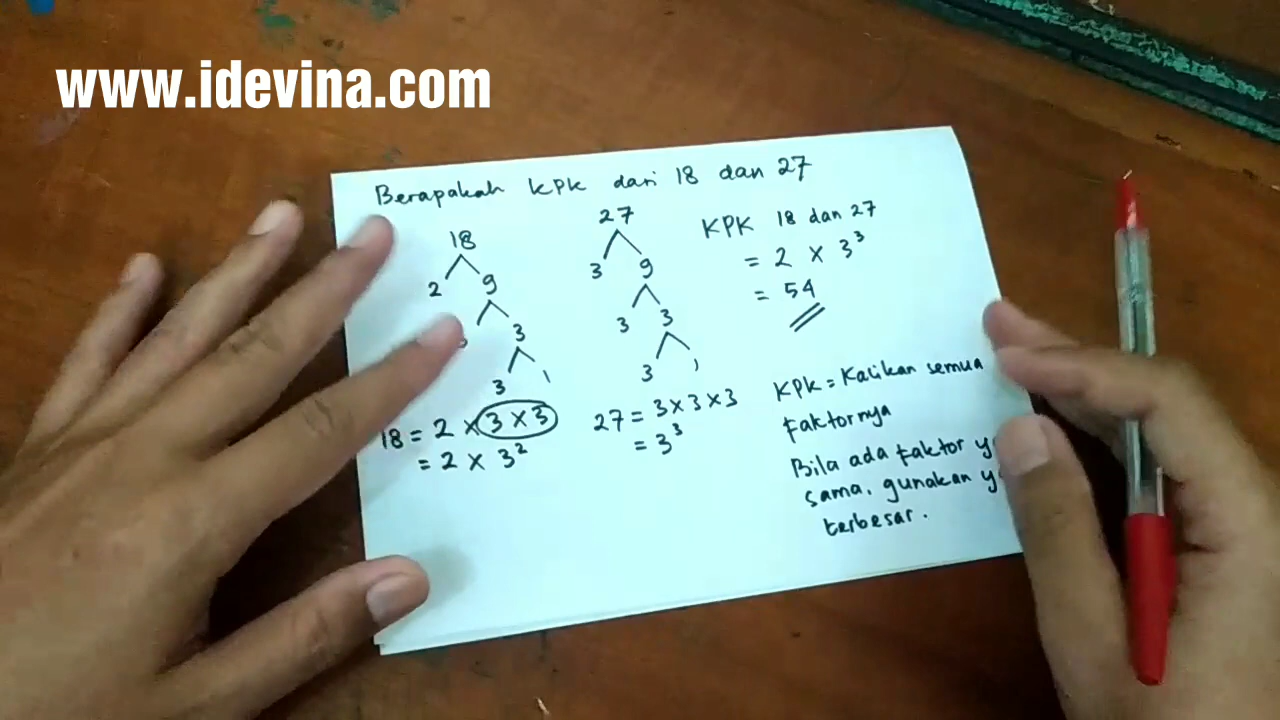 www.idevina.com
Berapakah KPK dari 18 dan 27
18
2 9
3
3 1
18 = 2 × 3 × 3
= 2 × 3²
27
3 9
3 3
3 1
27 = 3 × 3 × 3
= 3³
KPK 18 dan 27
= 2 × 3³
= 54
KPK = Kalikan semua
faktornya
Bila ada faktor
sama, gunakan
terbesar.